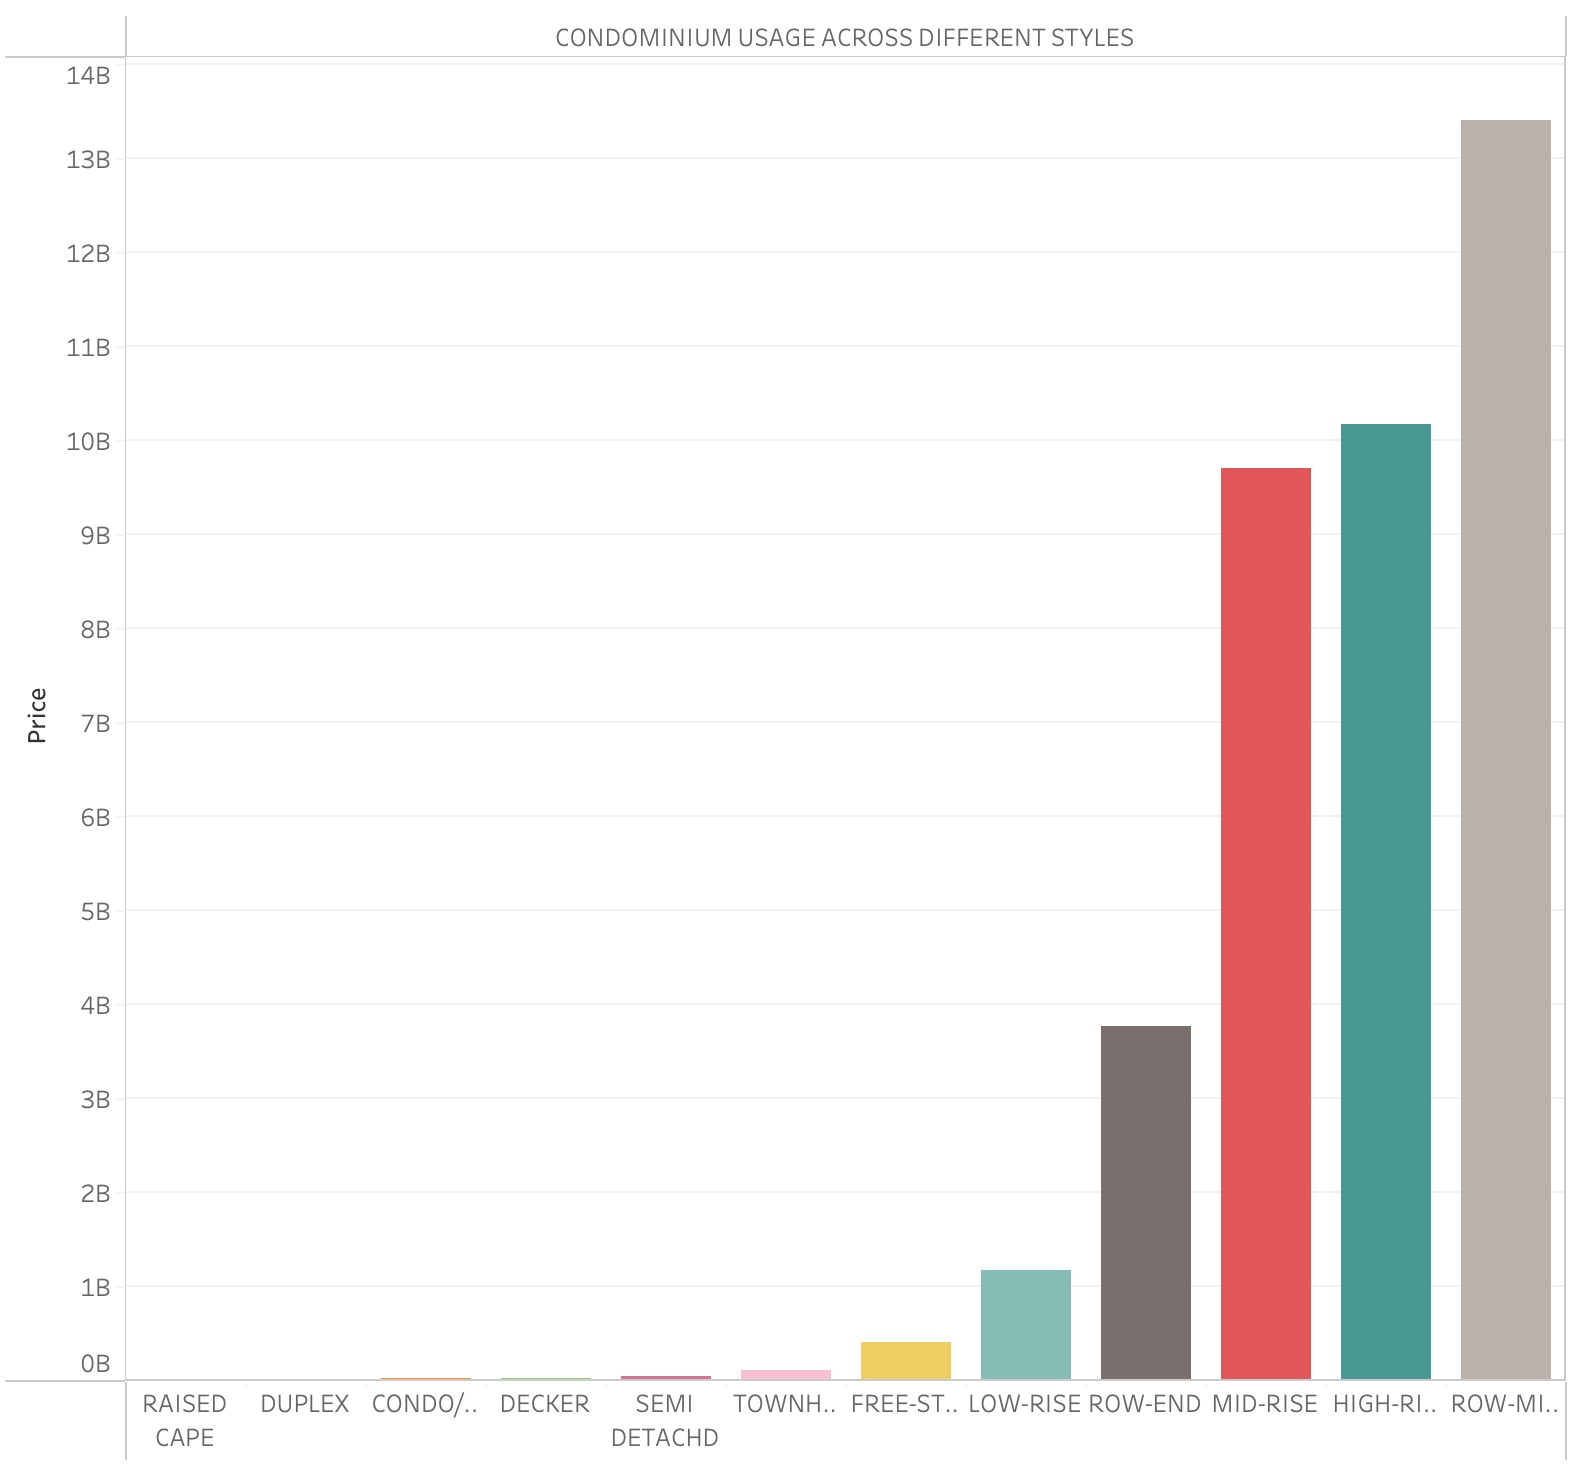 CONDOMINIUM USAGE ACROSS DIFFERENT STYLES
14B
13B
12B
11B
10B
9B
8B
7B
6B
5B
4B
3B
2B
1B
0B
Price
RAISED CAPE
DUPLEX
CONDO/..
DECKER
SEMI DETACHD
TOWNH..
FREE-ST..
LOW-RISE
ROW-END
MID-RISE
HIGH-RI..
ROW-MI..